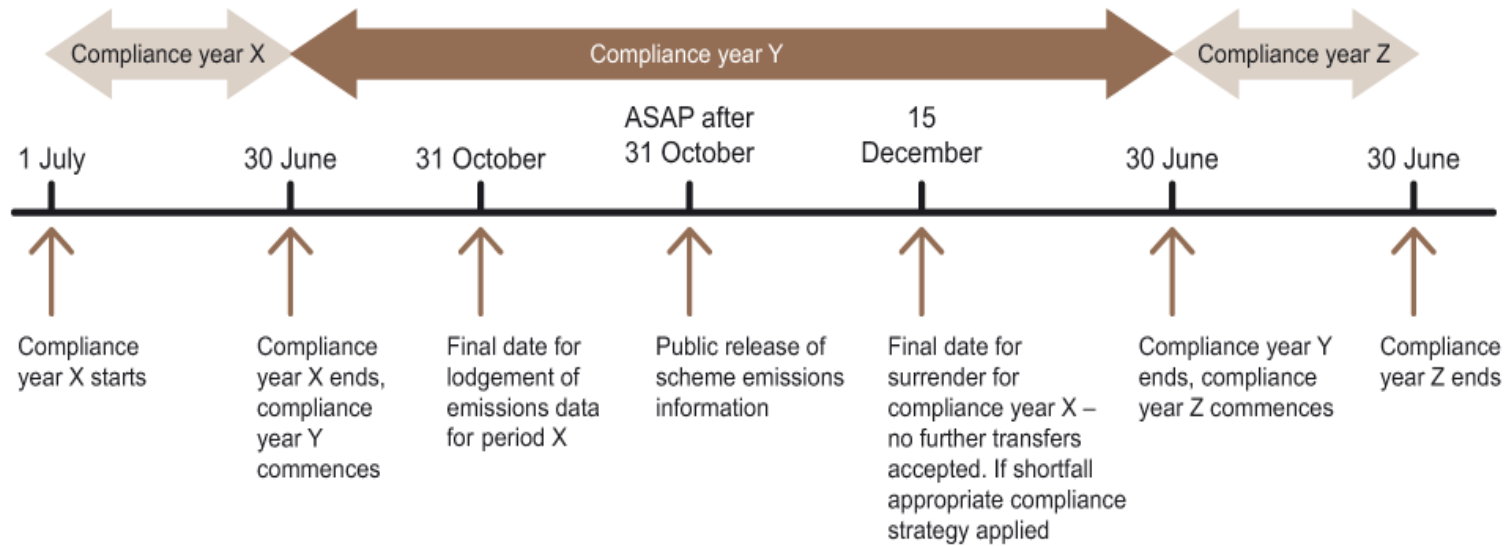 Compliance year X
Compliance year Y
Compliance year Z
1 July
30 June
31 October
ASAP after
31 October
15
December
30 June
30 June
Compliance
year X starts
Compliance
year X ends,
compliance
year Y
commences
Final date for
lodgement of
emissions data
for period X
Public release of
scheme emissions
information
Final date for
surrender for
compliance year X –
no further transfers
accepted. If shortfall
appropriate compliance
strategy applied
Compliance year Y
ends, compliance
year Z commences
Compliance
year Z ends